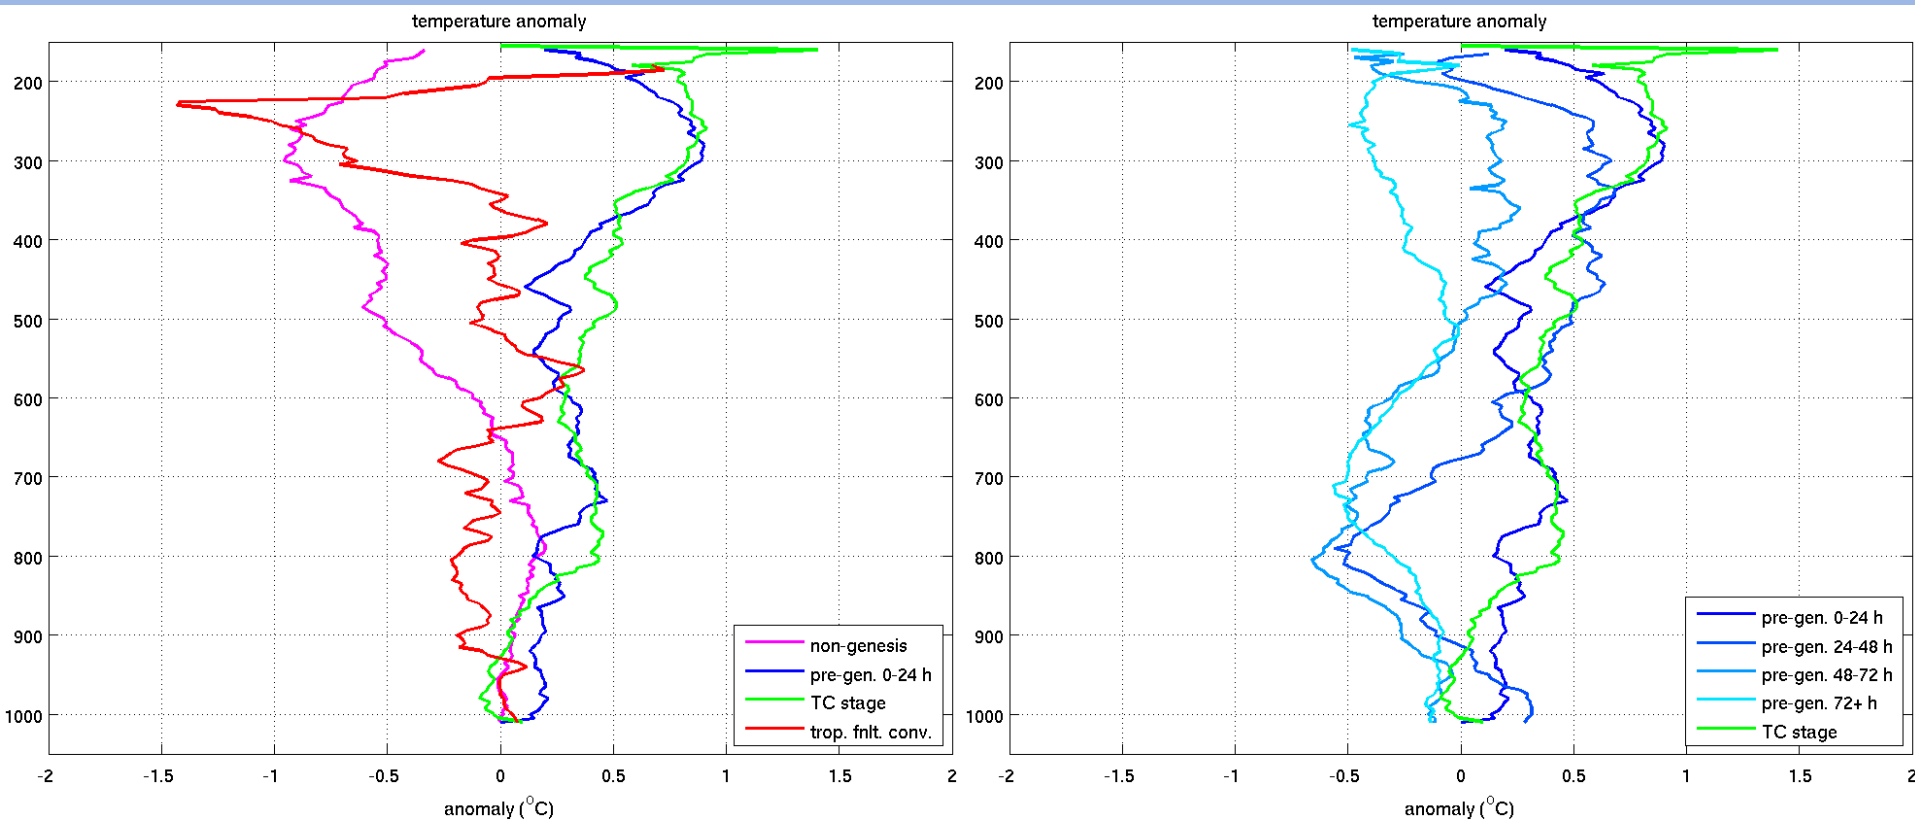 temperature anomaly
200
300
400
500
600
700
800
900
1000
-2
-1.5
-1
-0.5
0
0.5
1
1.5
2
anomaly (°C)
non-genesis
pre-gen. 0-24 h
TC stage
trop. fnlt. conv.
temperature anomaly
200
300
400
500
600
700
800
900
1000
-2
-1.5
-1
-0.5
0
0.5
1
1.5
2
anomaly (°C)
pre-gen. 0-24 h
pre-gen. 24-48 h
pre-gen. 48-72 h
pre-gen. 72+ h
TC stage